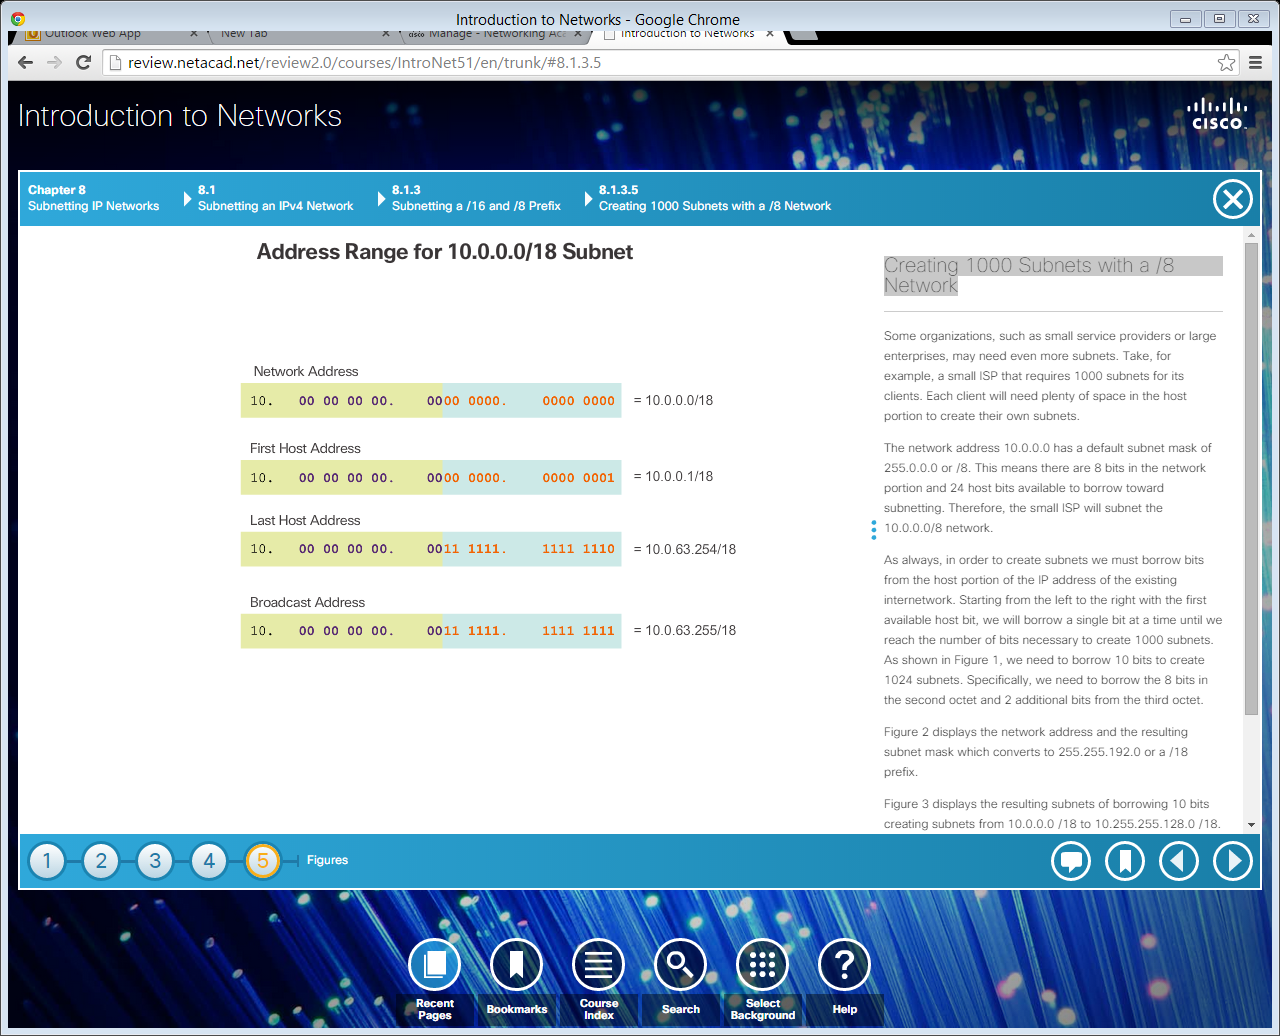 Introduction to Networks - Google Chrome
Outlook Web App
New Tab
Manage - Networking Aca
Introduction to Networks
review.netacad.net/review2.0/courses/IntroNet51/en/trunk/#8.1.3.5
Introduction to Networks
CISCO.
Chapter 8
Subnetting IP Networks
8.1
Subnetting an IPv4 Network
8.1.3
Subnetting a /16 and /8 Prefix
8.1.3.5
Creating 1000 Subnets with a /8 Network
Address Range for 10.0.0.0/18 Subnet
Network Address
10. 00 00 00 00. 0000 0000. 0000 0000 = 10.0.0.0/18
First Host Address
10. 00 00 00 00. 0000 0000. 0000 0001 = 10.0.0.1/18
Last Host Address
10. 00 00 00 00. 0011 1111. 1111 1110 = 10.0.63.254/18
Broadcast Address
10. 00 00 00 00. 0011 1111. 1111 1111 = 10.0.63.255/18
Creating 1000 Subnets with a /8
Network
Some organizations, such as small service providers or large
enterprises, may need even more subnets. Take, for
example, a small ISP that requires 1000 subnets for its
clients. Each client will need plenty of space in the host
portion to create their own subnets.
The network address 10.0.0.0 has a default subnet mask of
255.0.0.0 or /8. This means there are 8 bits in the network
portion and 24 host bits available to borrow toward
subnetting. Therefore, the small ISP will subnet the
10.0.0.0/8 network.
As always, in order to create subnets we must borrow bits
from the host portion of the IP address of the existing
internetwork. Starting from the left to the right with the first
available host bit, we will borrow a single bit at a time until we
reach the number of bits necessary to create 1000 subnets.
As shown in Figure 1, we need to borrow 10 bits to create
1024 subnets. Specifically, we need to borrow the 8 bits in
the second octet and 2 additional bits from the third octet.
Figure 2 displays the network address and the resulting
subnet mask which converts to 255.255.192.0 or a /18
prefix.
Figure 3 displays the resulting subnets of borrowing 10 bits
creating subnets from 10.0.0.0 /18 to 10.255.255.128.0 /18.
1 2 3 4 5 Figures
Recent
Pages
Bookmarks
Course
Index
Search
Select
Background
?
Help